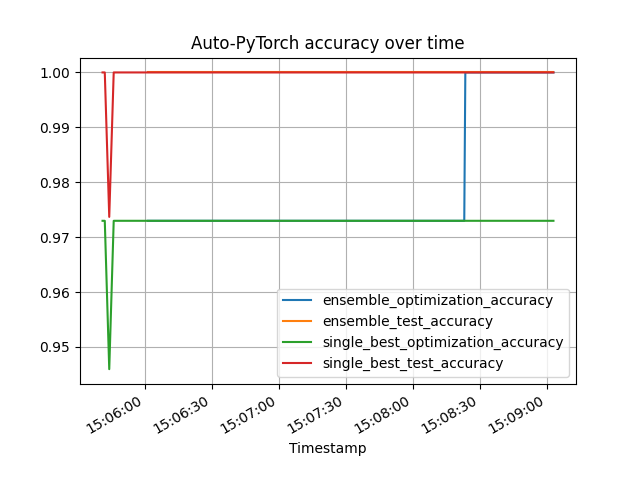 Auto-PyTorch accuracy over time
1.00
0.99
0.98
0.97
0.96
0.95
ensemble_optimization_accuracy
ensemble_test_accuracy
single_best_optimization_accuracy
single_best_test_accuracy
15:06:00
15:06:30
15:07:00
15:07:30
15:08:00
15:08:30
15:09:00
Timestamp